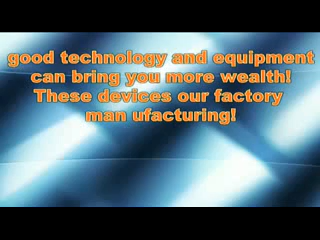 good technology and equipment
can bring you more wealth!
These devices our factory
man ufacturing!